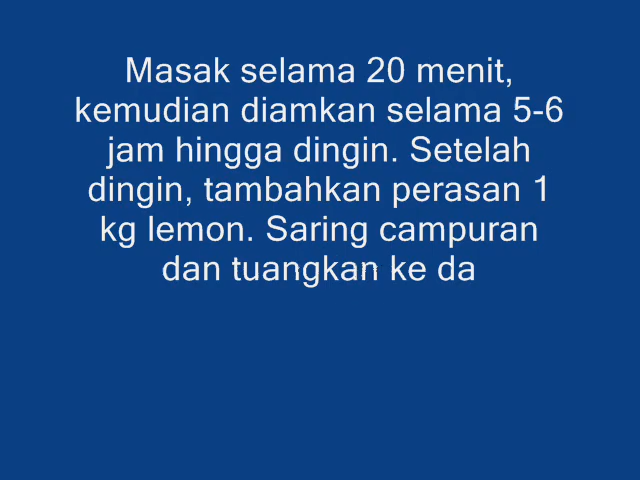 Masak selama 20 menit,
kemudian diamkan selama 5-6
jam hingga dingin. Setelah
dingin, tambahkan perasan 1
kg lemon. Saring campuran
dan tuangkan ke da